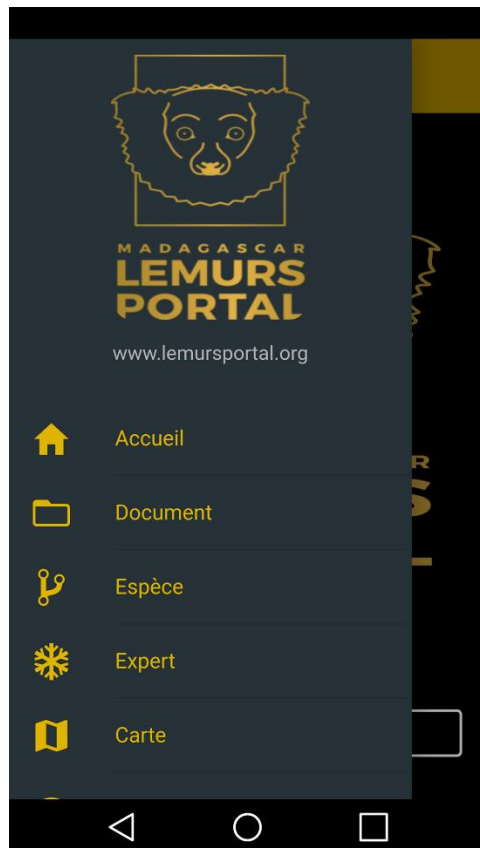 MADAGASCAR
LEMURS
PORTAL
www.lemursportal.org
Accueil
Document
Espèce
Expert
Carte
R
S